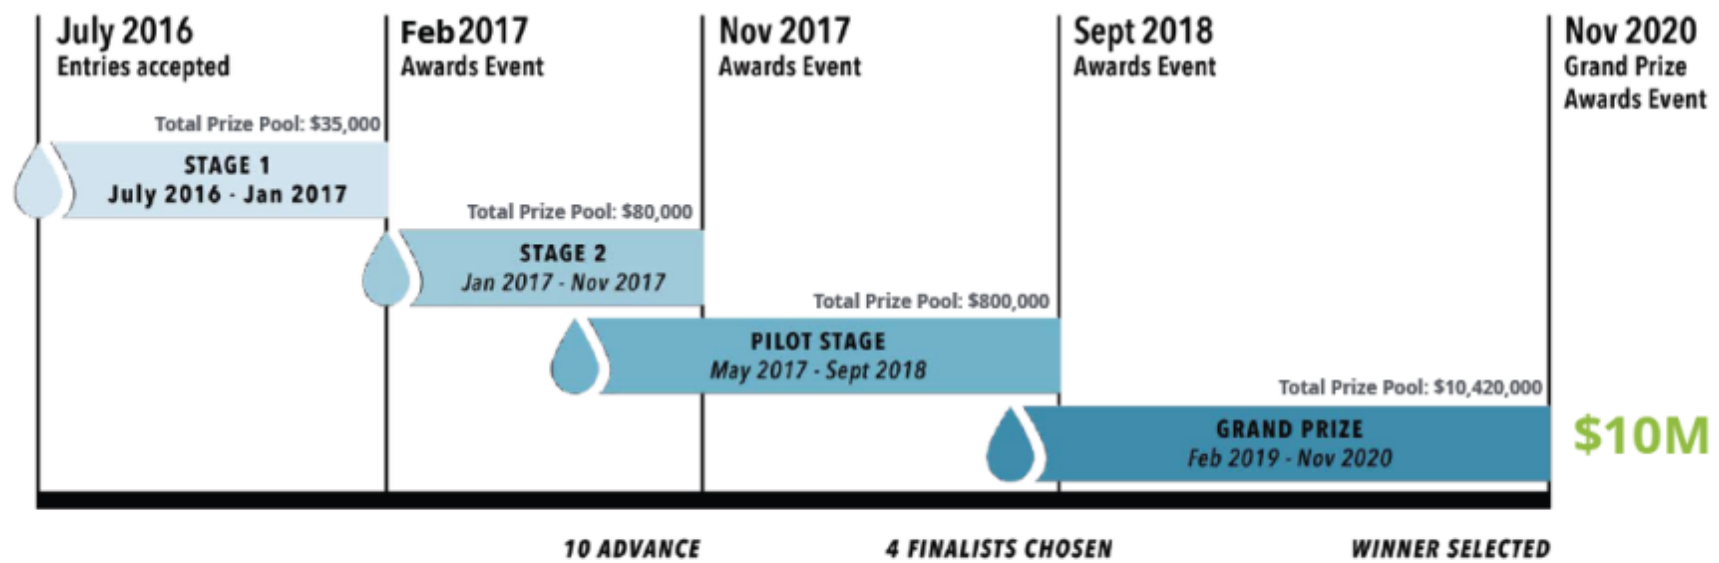 July 2016
Entries accepted
Feb 2017
Awards Event
Nov 2017
Awards Event
Sept 2018
Awards Event
Nov 2020
Grand Prize
Awards Event
Total Prize Pool: $35,000
STAGE 1
July 2016 - Jan 2017
Total Prize Pool: $80,000
STAGE 2
Jan 2017 - Nov 2017
Total Prize Pool: $800,000
PILOT STAGE
May 2017 - Sept 2018
Total Prize Pool: $10,420,000
GRAND PRIZE
Feb 2019 - Nov 2020
$10M
10 ADVANCE
4 FINALISTS CHOSEN
WINNER SELECTED